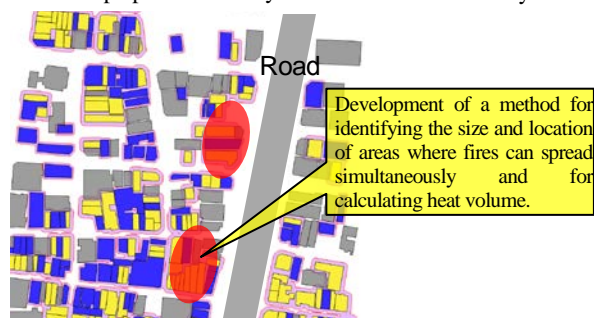 Road
Development of a method for
identifying the size and location
of areas where fires can spread
simultaneously and for
calculating heat volume.